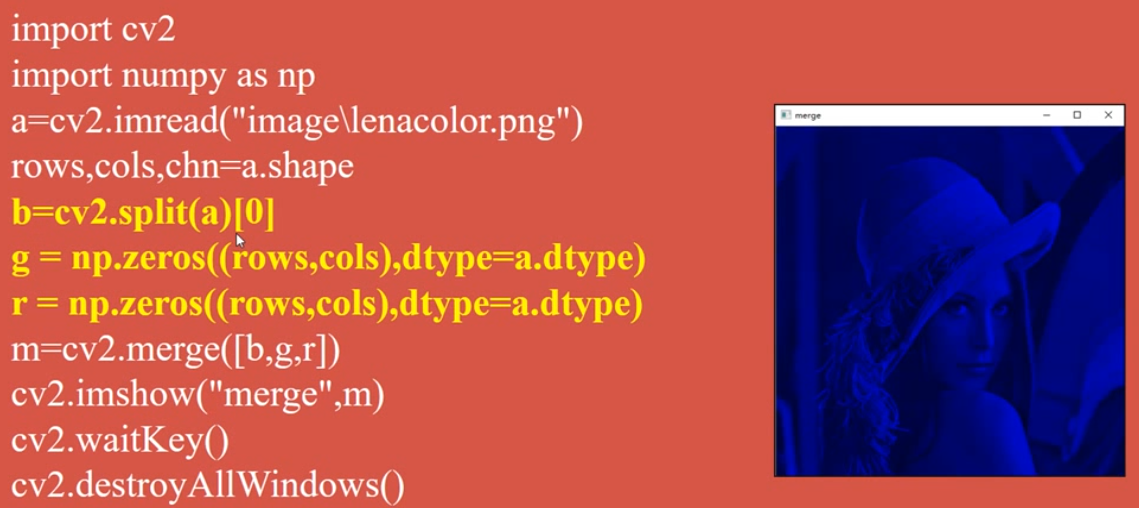 import cv2
import numpy as np
a=cv2.imread("image\lenacolor.png")
rows,cols,chn=a.shape
b=cv2.split(a)[0]
g = np.zeros((rows,cols),dtype=a.dtype)
r = np.zeros((rows,cols),dtype=a.dtype)
m=cv2.merge([b,g,r])
cv2.imshow("merge",m)
cv2.waitKey()
cv2.destroyAllWindows()
merge